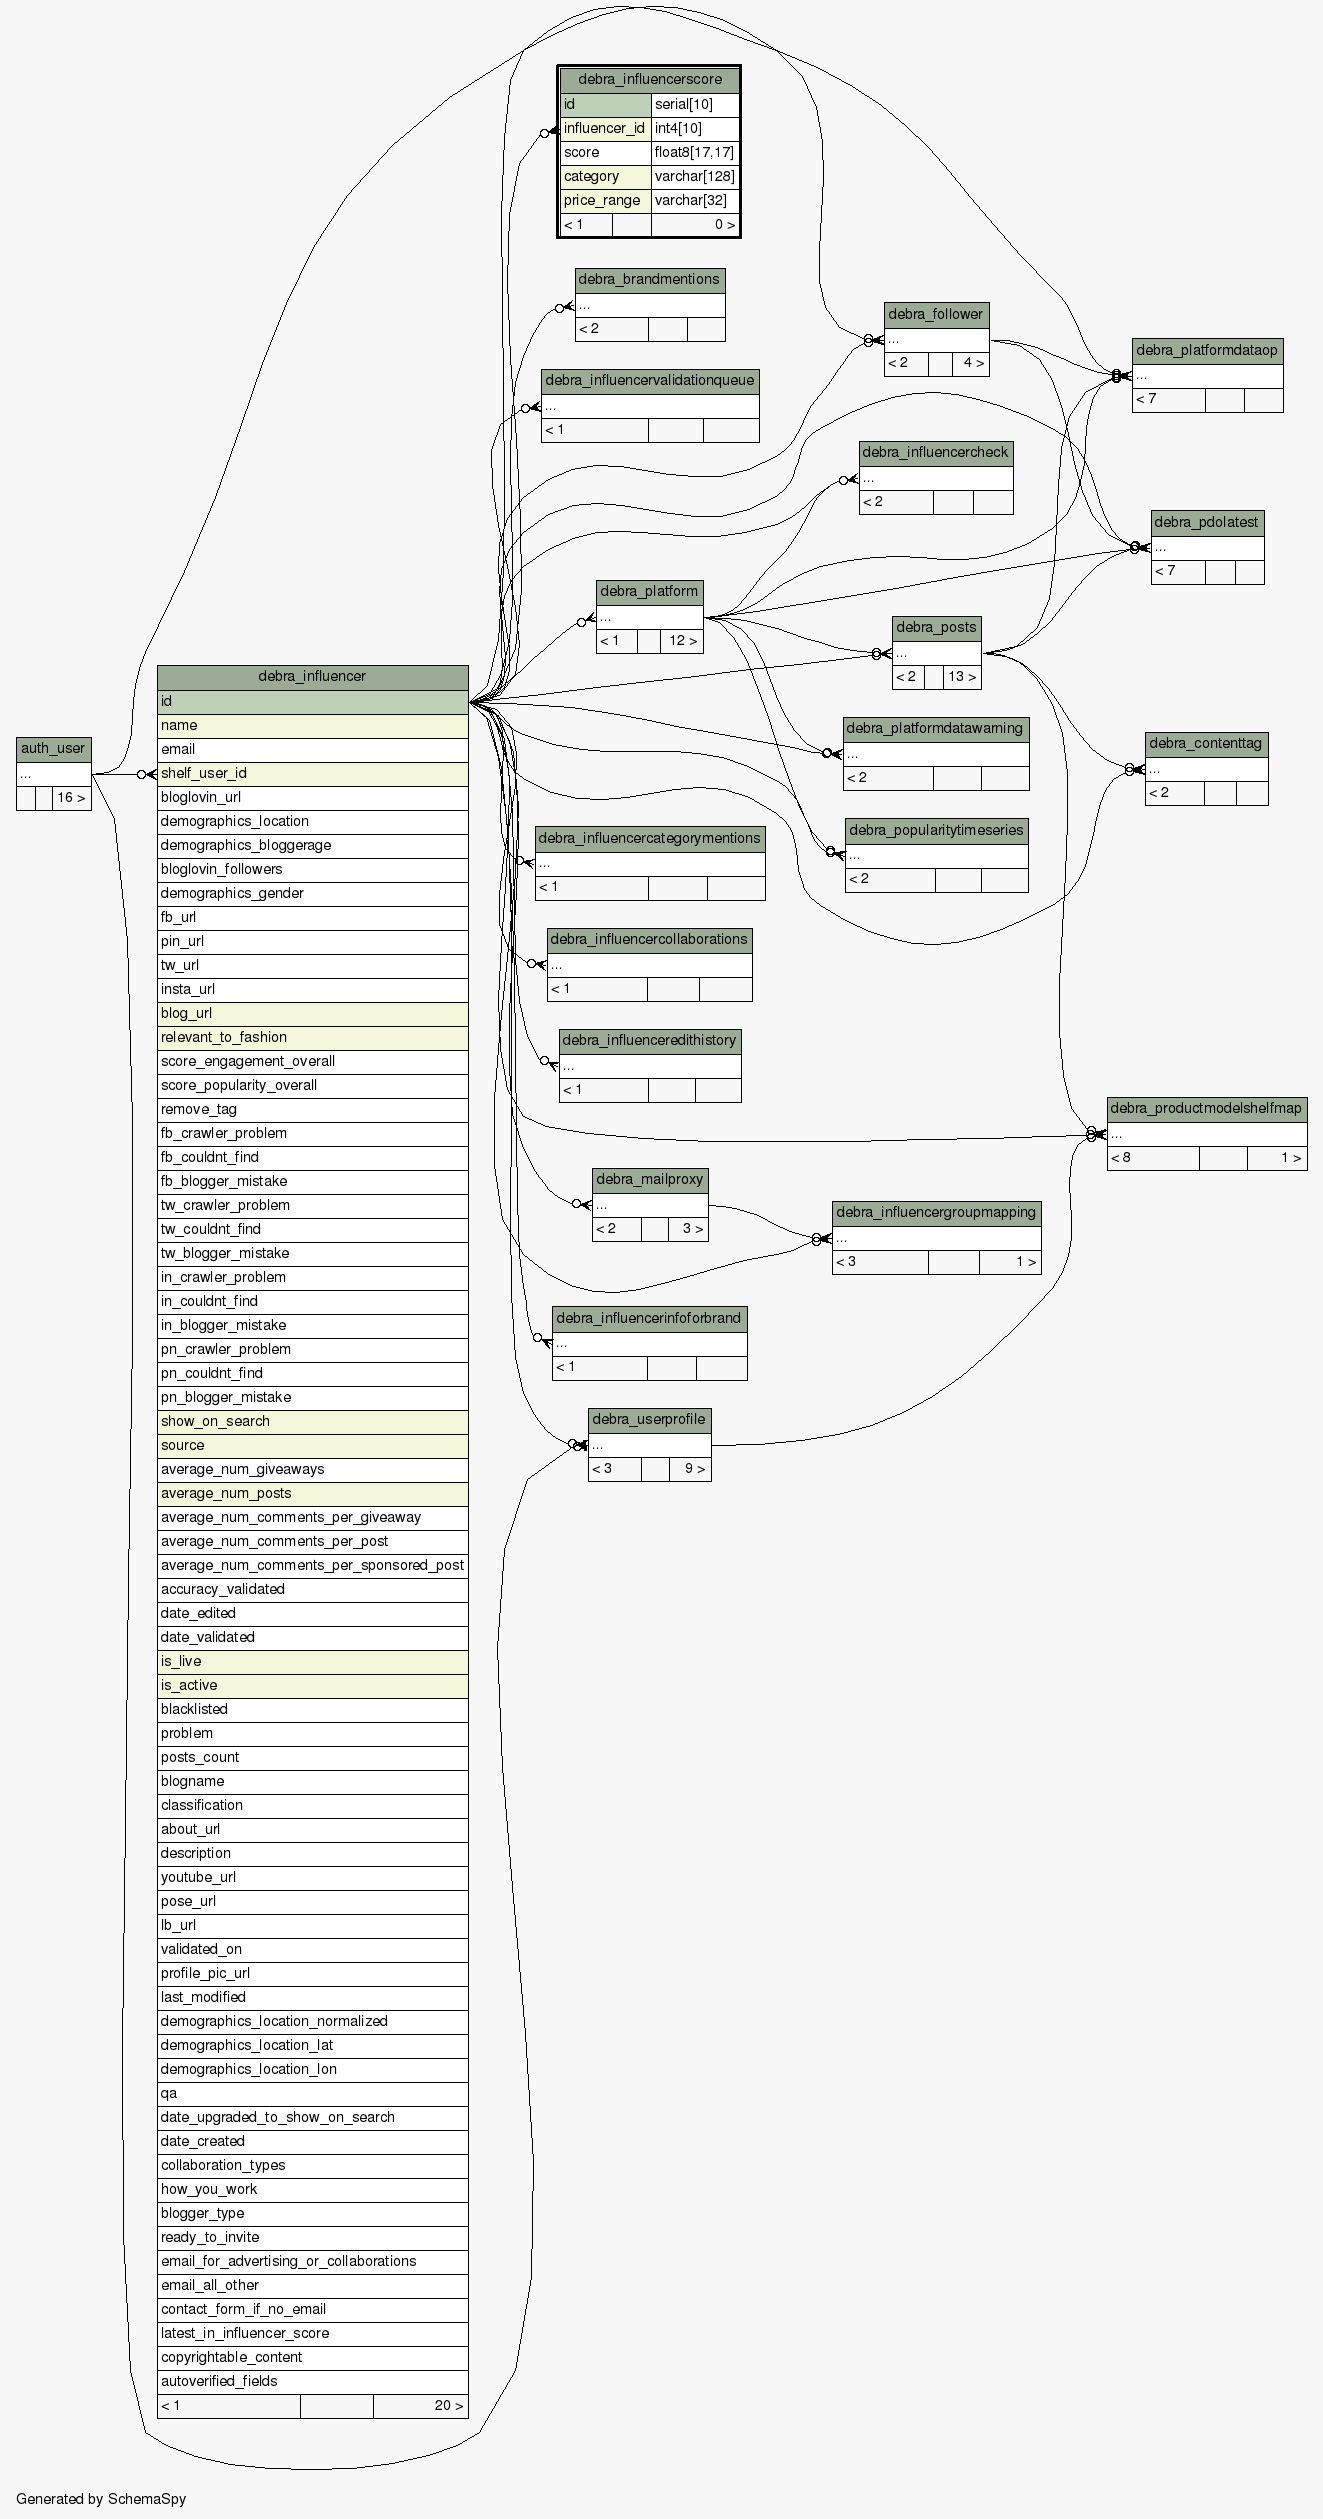 debra_influencerscore
id serial[10]
influencer_id int4[10]
score float8[17,17]
category varchar[128]
price_range varchar[32]
< 1 0 >
debra_brandmentions
...
< 2
debra_follower
...
< 2 4 >
debra_platformdataop
...
< 7
debra_influencervalidationqueue
...
< 1
debra_influencercheck
...
< 2
debra_pdolatest
...
< 7
debra_platform
...
< 1 12 >
debra_posts
...
< 2 13 >
debra_platformdatawarning
...
< 2
debra_contenttag
...
< 2
auth_user
...
16 >
debra_influencer
id
name
email
shelf_user_id
bloglovin_url
demographics_location
demographics_bloggerage
bloglovin_followers
demographics_gender
fb_url
pin_url
tw_url
insta_url
blog_url
relevant_to_fashion
score_engagement_overall
score_popularity_overall
remove_tag
fb_crawler_problem
fb_couldnt_find
fb_blogger_mistake
tw_crawler_problem
tw_couldnt_find
tw_blogger_mistake
in_crawler_problem
in_couldnt_find
in_blogger_mistake
pn_crawler_problem
pn_couldnt_find
pn_blogger_mistake
show_on_search
source
average_num_giveaways
average_num_posts
average_num_comments_per_giveaway
average_num_comments_per_post
average_num_comments_per_sponsored_post
accuracy_validated
date_edited
date_validated
is_live
is_active
blacklisted
problem
posts_count
blogname
classification
about_url
description
youtube_url
pose_url
lb_url
validated_on
profile_pic_url
last_modified
demographics_location_normalized
demographics_location_lat
demographics_location_lon
qa
date_upgraded_to_show_on_search
date_created
collaboration_types
how_you_work
blogger_type
ready_to_invite
email_for_advertising_or_collaborations
email_all_other
contact_form_if_no_email
latest_in_influencer_score
copyrightable_content
autoverified_fields
< 1 20 >
debra_popularitytimeseries
...
< 2
debra_influencercategorymentions
...
< 1
debra_influencercollaborations
...
< 1
debra_influenceredithistory
...
< 1
debra_productmodelshelfmap
...
< 8 1 >
debra_mailproxy
...
< 2 3 >
debra_influencergroupmapping
...
< 3 1 >
debra_influencerinfoforbrand
...
< 1
debra_userprofile
...
< 3 9 >
Generated by SchemaSpy